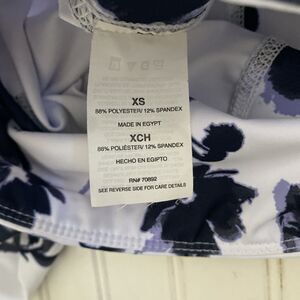 XS
88% POLYESTER/ 12% SPANDEX
MADE IN EGYPT
XCH
88% POLIÉSTER/ 12% SPANDEX
HECHO EN EGIPTO
RN# 70892
SEE REVERSE SIDE FOR CARE DETAILS